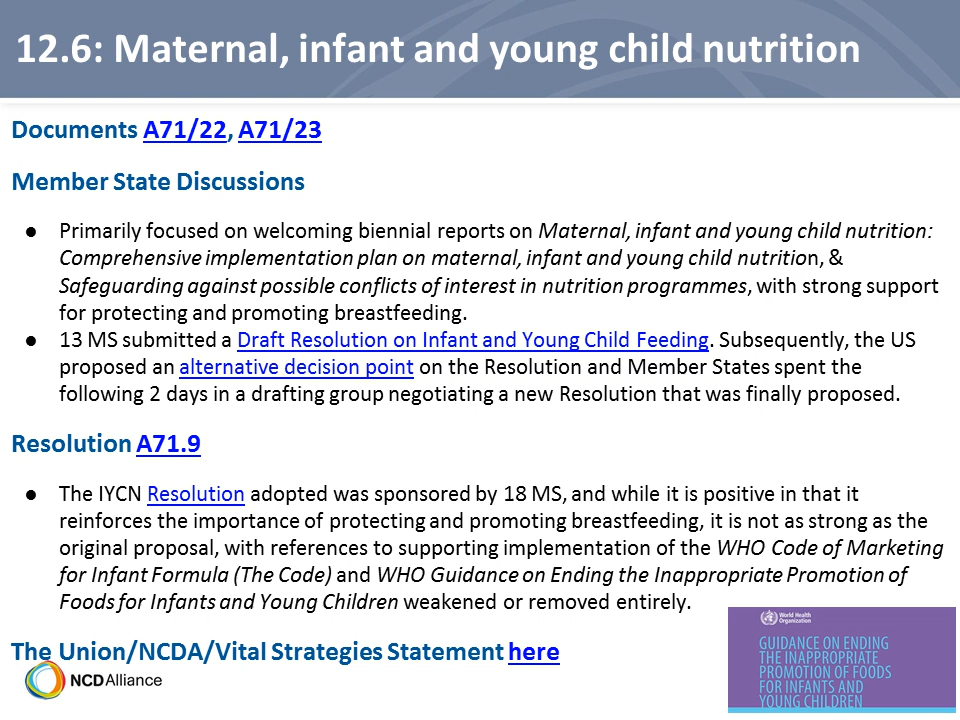 12.6: Maternal, infant and young child nutrition
Documents A71/22, A71/23
Member State Discussions
● Primarily focused on welcoming biennial reports on Maternal, infant and young child nutrition:
Comprehensive implementation plan on maternal, infant and young child nutrition, &
Safeguarding against possible conflicts of interest in nutrition programmes, with strong support
for protecting and promoting breastfeeding.
● 13 MS submitted a Draft Resolution on Infant and Young Child Feeding. Subsequently, the US
proposed an alternative decision point on the Resolution and Member States spent the
following 2 days in a drafting group negotiating a new Resolution that was finally proposed.
Resolution A71.9
● The IYCN Resolution adopted was sponsored by 18 MS, and while it is positive in that it
reinforces the importance of protecting and promoting breastfeeding, it is not as strong as the
original proposal, with references to supporting implementation of the WHO Code of Marketing
for Infant Formula (The Code) and WHO Guidance on Ending the Inappropriate Promotion of
Foods for Infants and Young Children weakened or removed entirely.
The Union/NCDA/Vital Strategies Statement here
NCDAlliance
World Health
Organization
GUIDANCE ON ENDING
THE INAPPROPRIATE
PROMOTION OF FOODS
FOR INFANTS AND
YOUNG CHILDREN